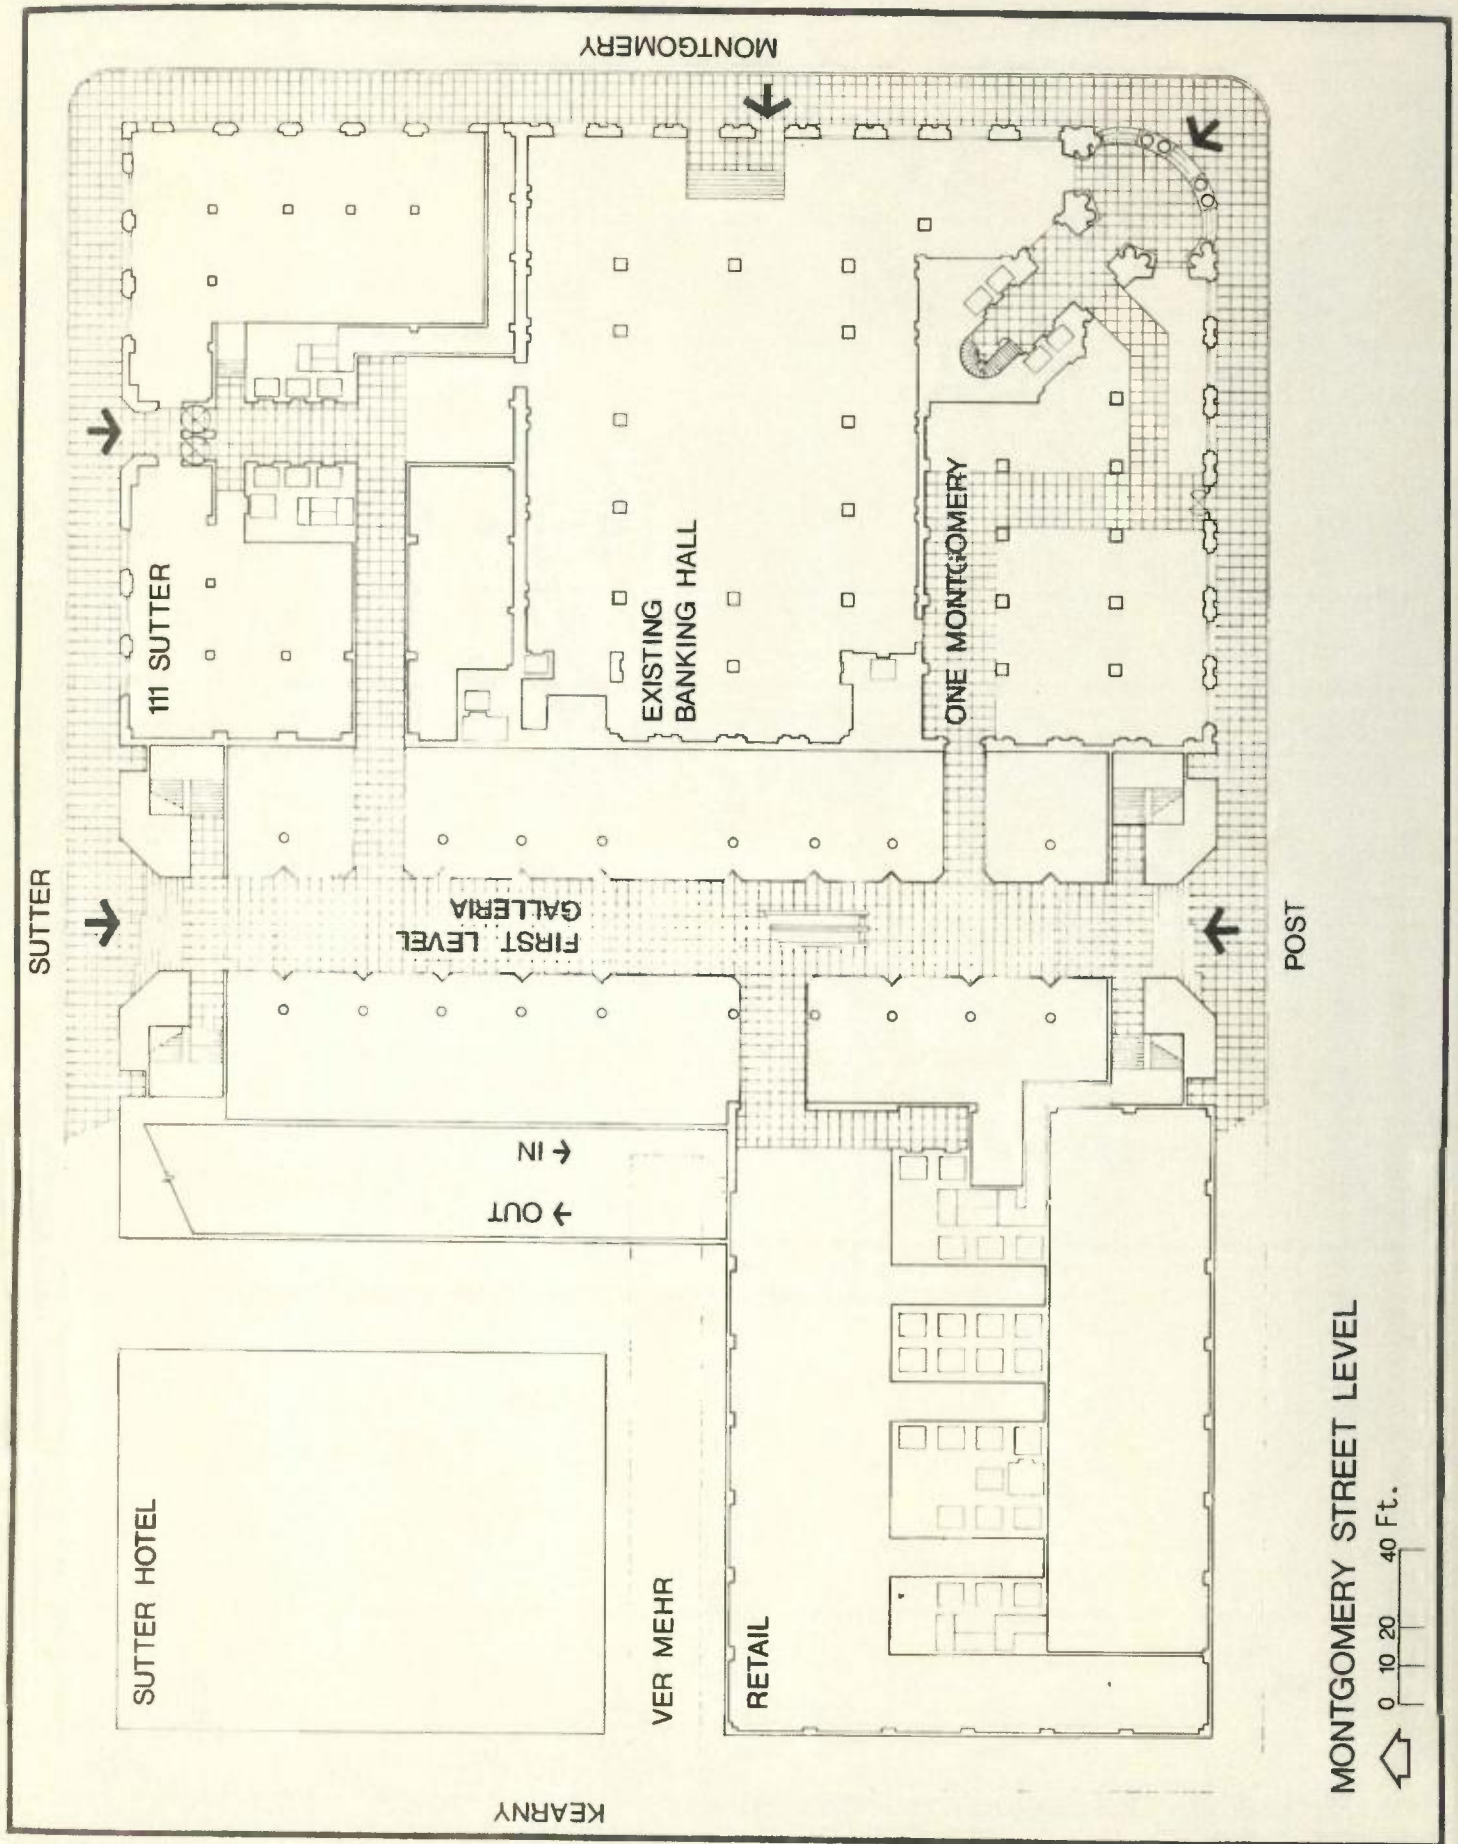 MONTGOMERY
SUTTER
111 SUTTER
EXISTING
BANKING HALL
ONE MONTGOMERY
FIRST LEVEL
GALLERIA
POST
IN
OUT
SUTTER HOTEL
VER MEHR
RETAIL
KEARNY
MONTGOMERY STREET LEVEL
0 10 20 40 Ft.